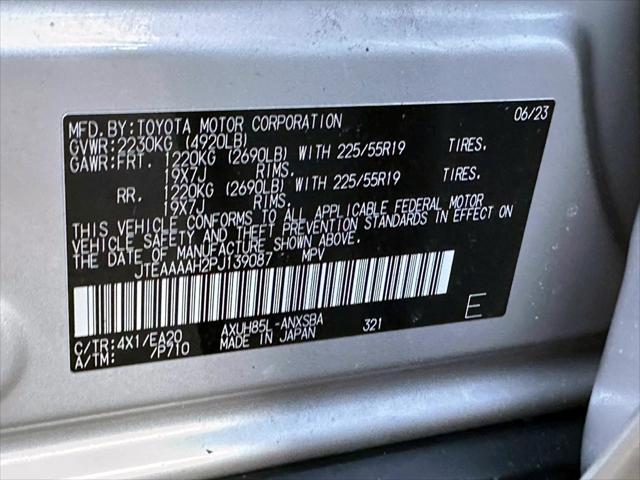 MFD.BY:TOYOTA MOTOR CORPORATION 06/23
GVWR:2230KG (4920LB)
GAWR:FRT. 1220KG (2690LB) WITH 225/55R19 TIRES.
19X7J RIMS.
RR. 1220KG (2690LB) WITH 225/55R19 TIRES.
19X7J RIMS.
THIS VEHICLE CONFORMS TO ALL APPLICABLE FEDERAL MOTOR
VEHICLE SAFETY AND THEFT PREVENTION STANDARDS IN EFFECT ON
THE DATE OF MANUFACTURE SHOWN ABOVE.
JTEAAAAH2PJ139087 MPV
C/TR:4X1/EA20 AXUH85L-ANXSBA 321 E
A/TM: /P710 MADE IN JAPAN